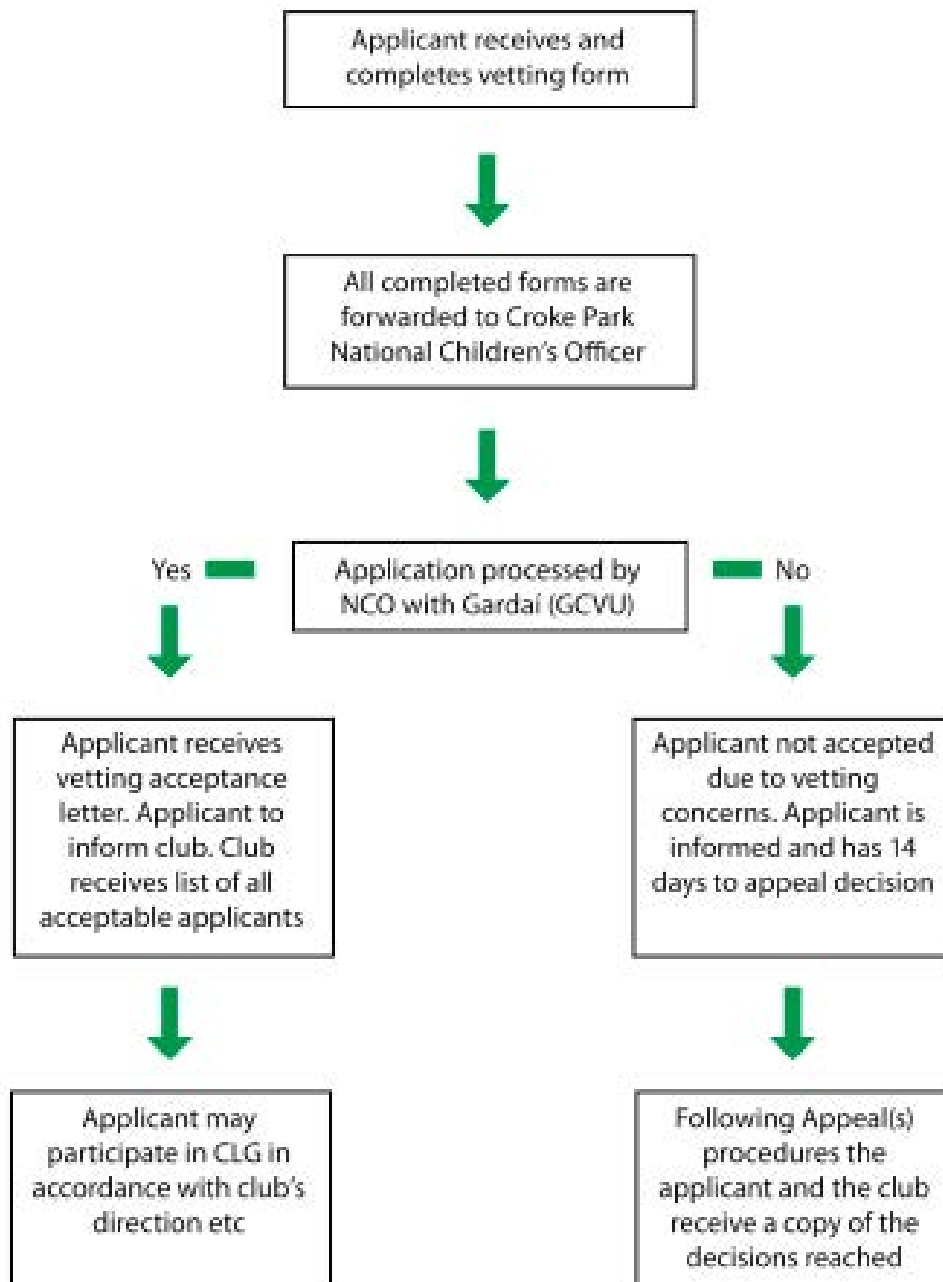 Applicant receives and
completes vetting form
All completed forms are
forwarded to Croke Park
National Children's Officer
Yes
Application processed by
NCO with Gardaí (GCVU)
No
Applicant receives
vetting acceptance
letter. Applicant to
inform club. Club
receives list of all
acceptable applicants
Applicant not accepted
due to vetting
concerns. Applicant is
informed and has 14
days to appeal decision
Applicant may
participate in CLG in
accordance with club's
direction etc
Following Appeal(s)
procedures the
applicant and the club
receive a copy of the
decisions reached